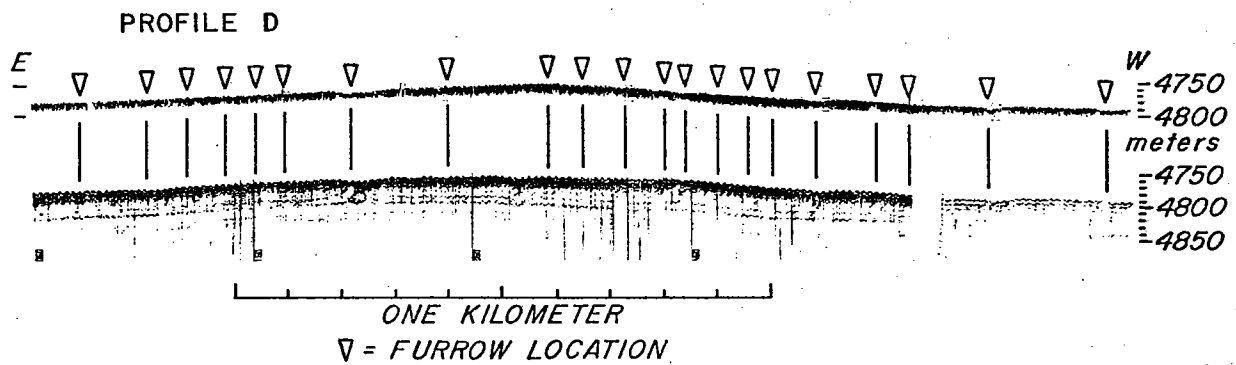 PROFILE D
E
W
4750
4800
meters
4750
4800
4850
ONE KILOMETER
∇ = FURROW LOCATION